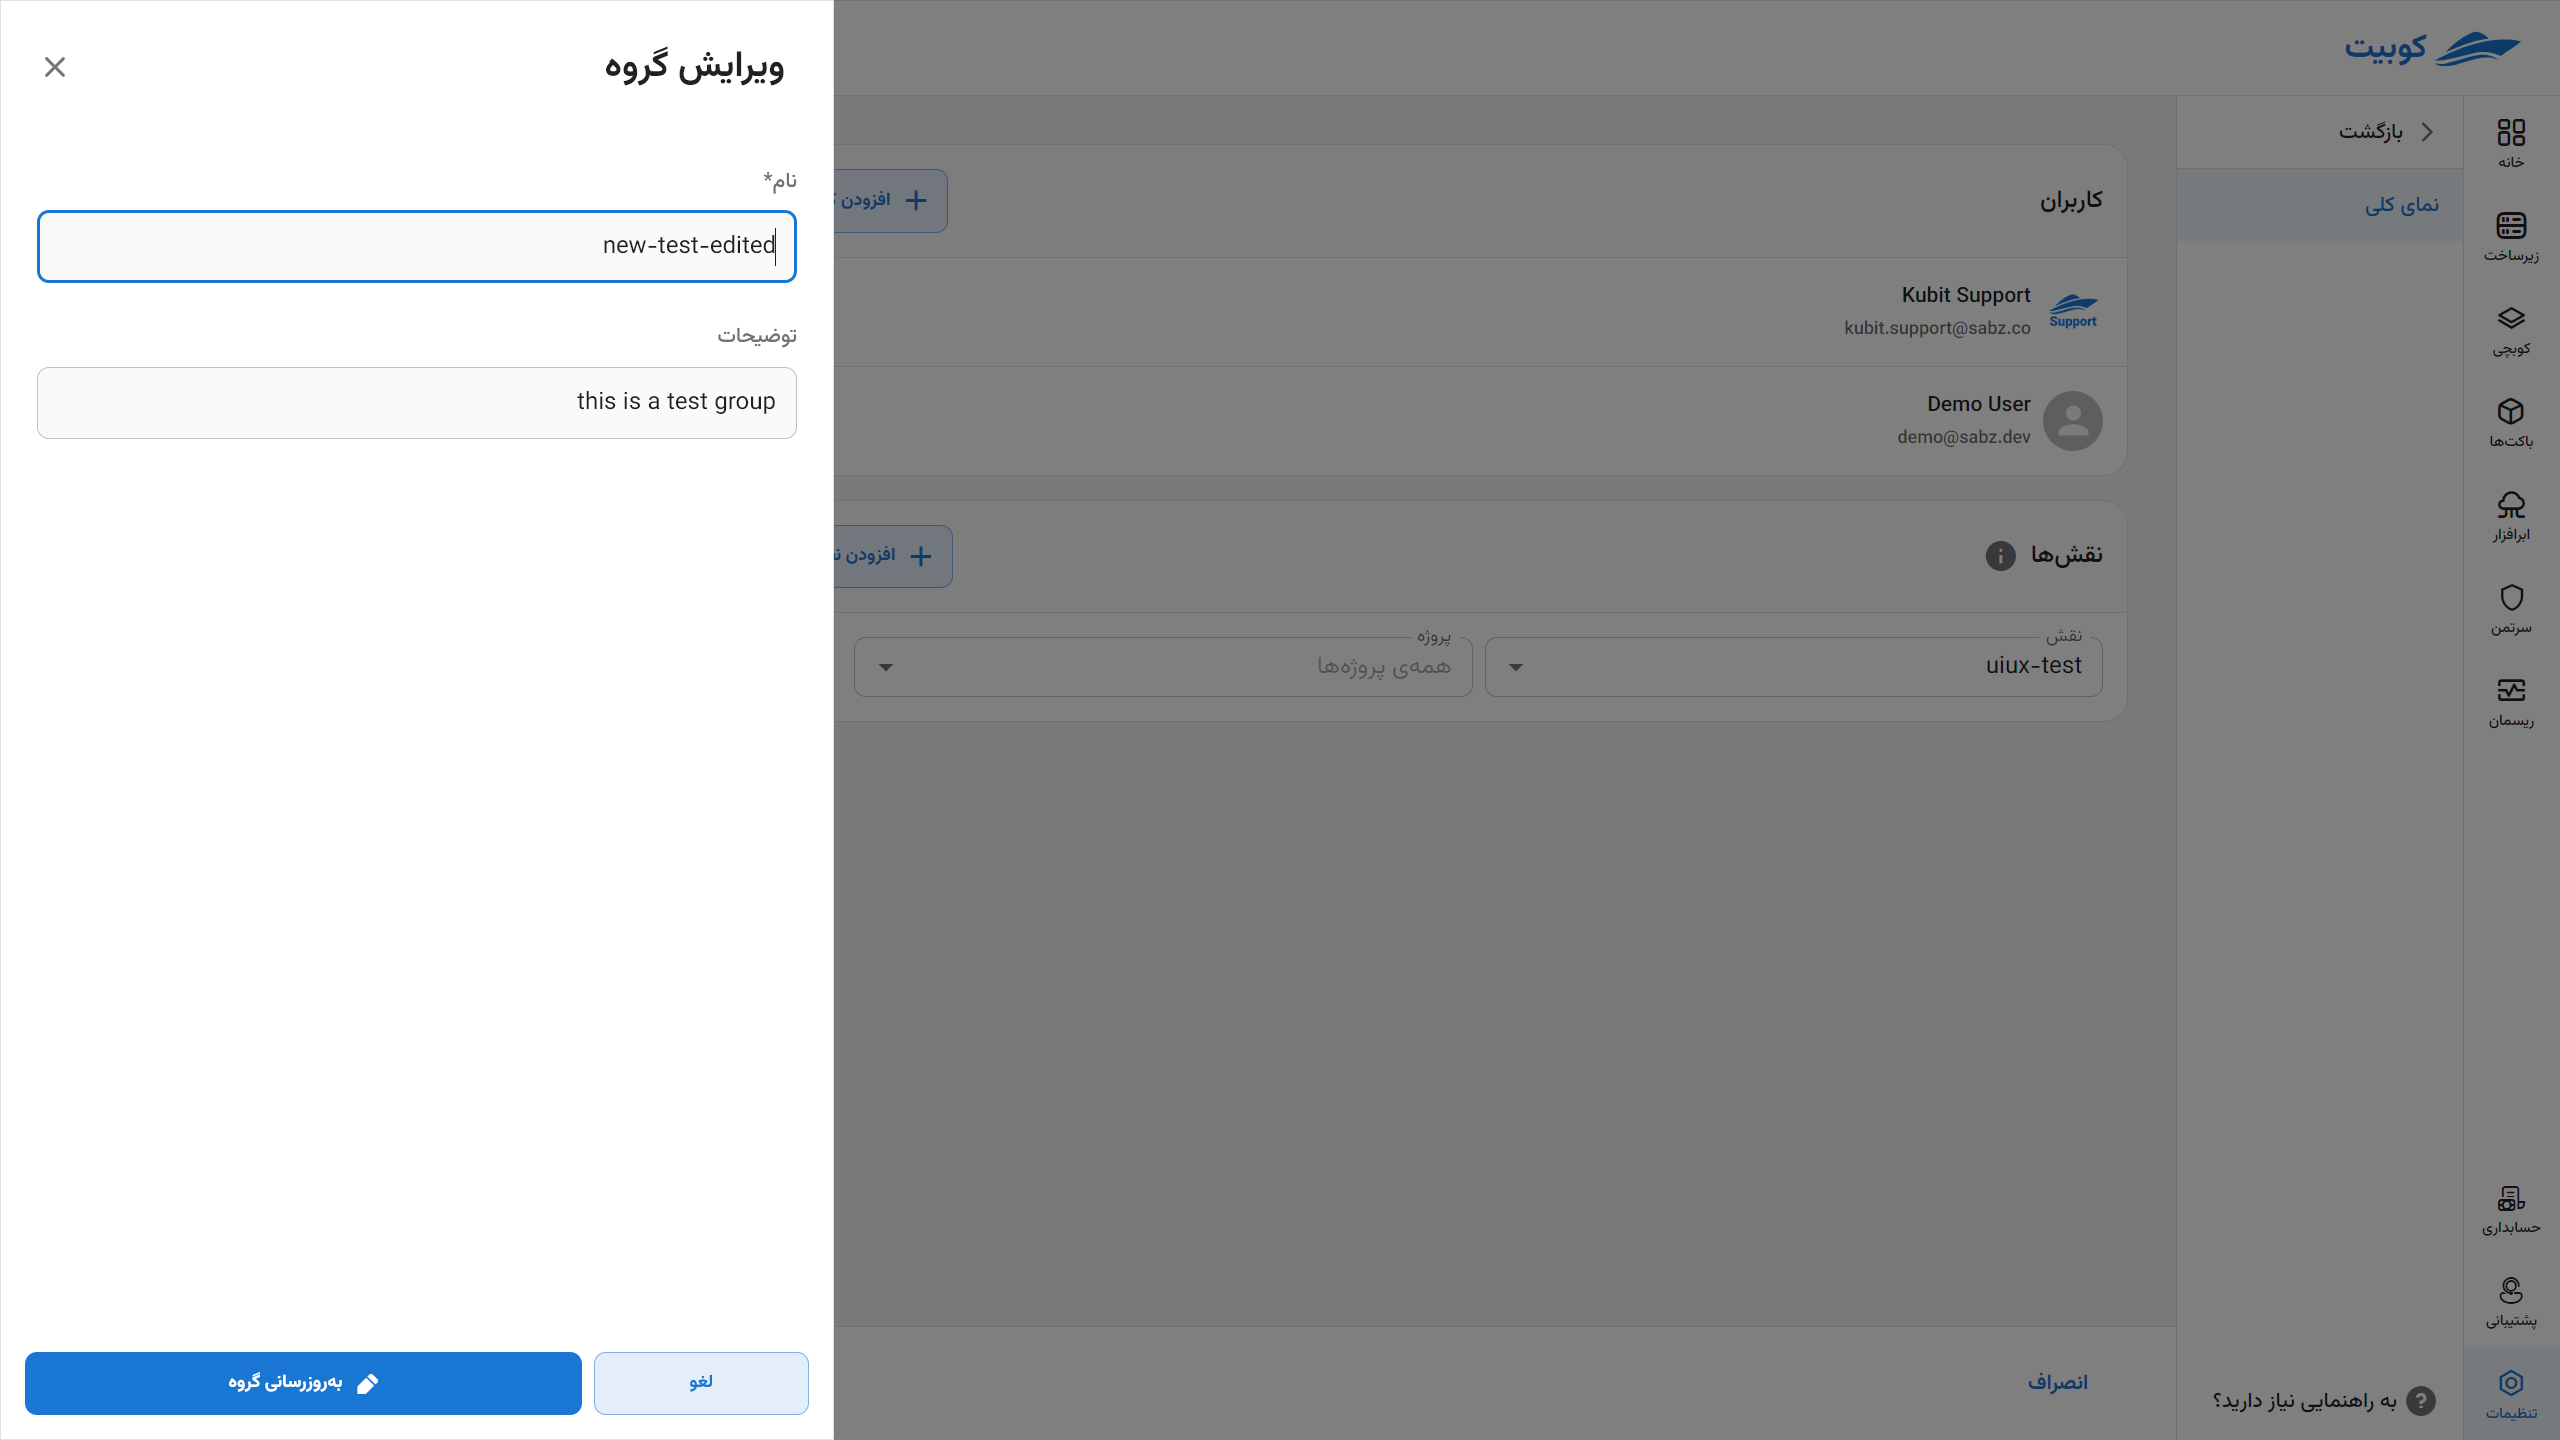 ویرایش گروه
نام*
new-test-edited
توضیحات
this is a test group
لغو
به‌روزرسانی گروه
کوبیت
خانه
زیرساخت
کوبچی
باکت‌ها
ابرافزار
سرتمن
ریسمان
حسابداری
پشتیبانی
تنظیمات
بازگشت
نمای کلی
به راهنمایی نیاز دارید؟
کاربران
افزودن
Kubit Support
kubit.support@sabz.co
Support
Demo User
demo@sabz.dev
نقش‌ها
افزودن
نقش
uiux-test
پروژه
همه‌ی پروژه‌ها
انصراف